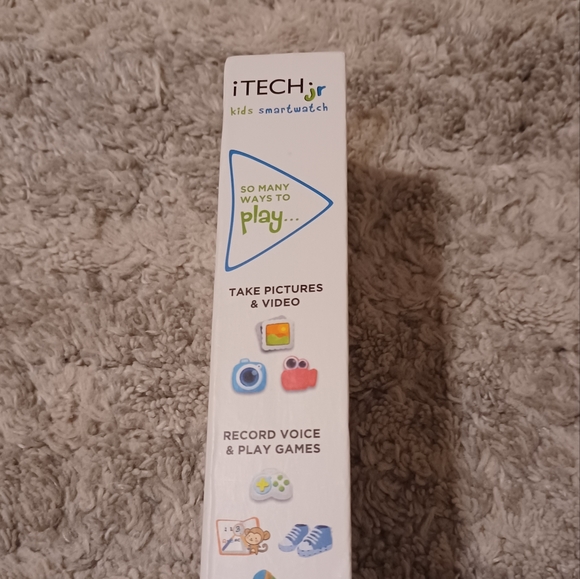 iTECH jr
kids smartwatch
SO MANY
WAYS TO
play...
TAKE PICTURES
& VIDEO
RECORD VOICE
& PLAY GAMES